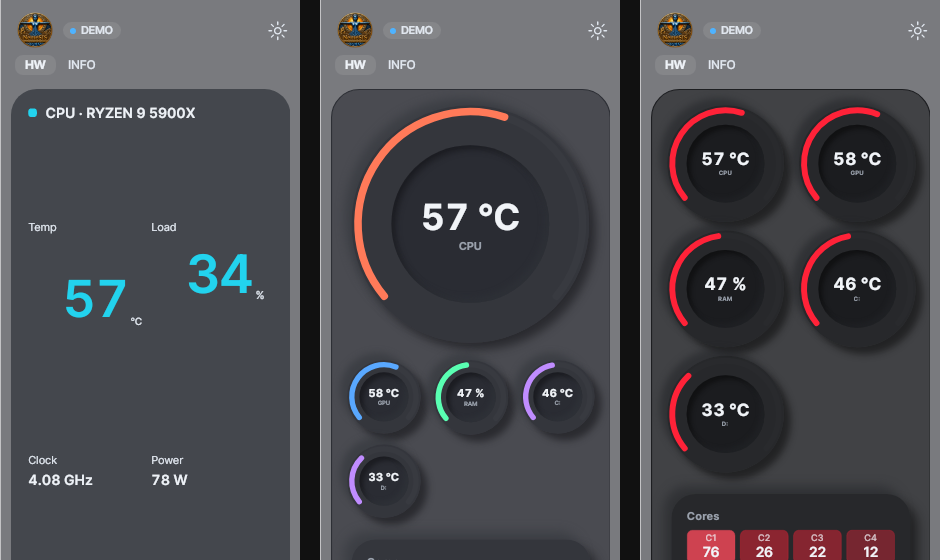 DEMO
HW INFO
CPU · RYZEN 9 5900X
Temp Load
57 °C 34 %
Clock Power
4.08 GHz 78 W
DEMO
HW INFO
57 °C
CPU
58 °C 47 % 46 °C
GPU RAM C:
33 °C
D:
DEMO
HW INFO
57 °C 58 °C
CPU GPU
47 % 46 °C
RAM C:
33 °C
D:
Cores
C1 C2 C3 C4
76 26 22 12